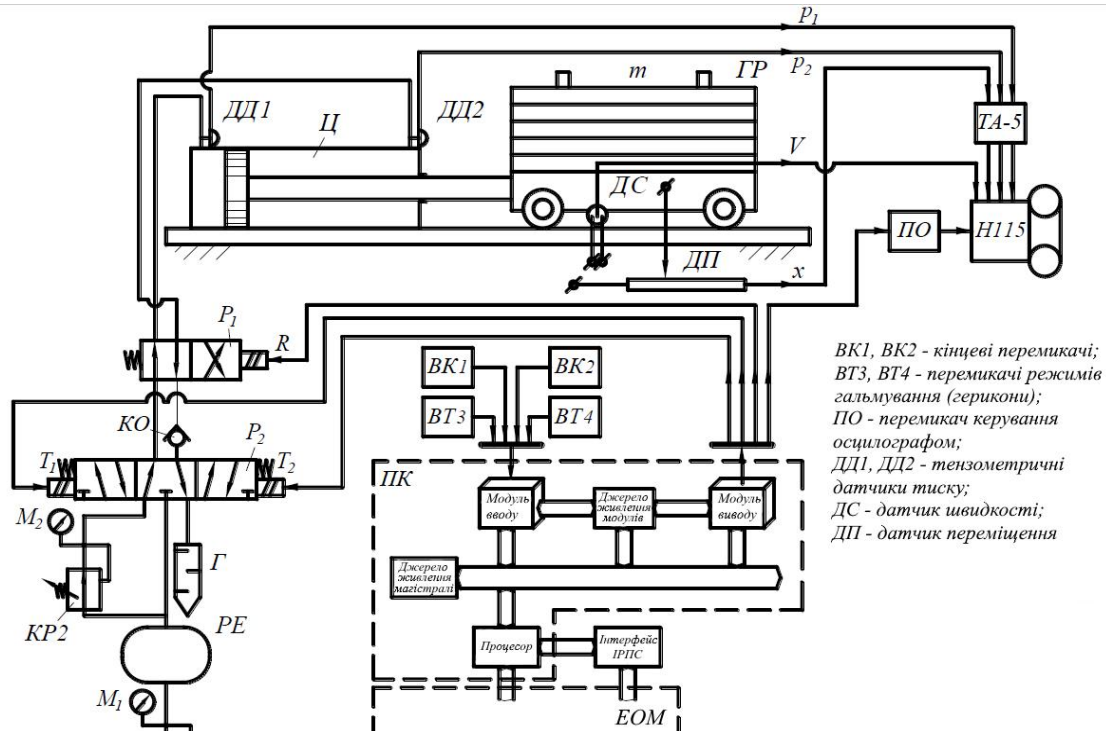 p₁
p₂
m
ГР
ДД1
Ц
ДД2
ТА-5
V
ДС
ПО
Н115
ДП
x
P₁
R
КО
P₂
T₁
T₂
M₂
Г
КР2
РЕ
M₁
ВК1
ВК2
ВТ3
ВТ4
ПК
Модуль
вводу
Джерело
живлення
модулів
Модуль
виводу
Джерело
живлення
магістралі
Процесор
Інтерфейс
ІРПС
ЕОМ
ВК1, ВК2 - кінцеві перемикачі;
ВТ3, ВТ4 - перемикачі режимів
гальмування (герикони);
ПО - перемикач керування
осцилографом;
ДД1, ДД2 - тензометричні
датчики тиску;
ДС - датчик швидкості;
ДП - датчик переміщення